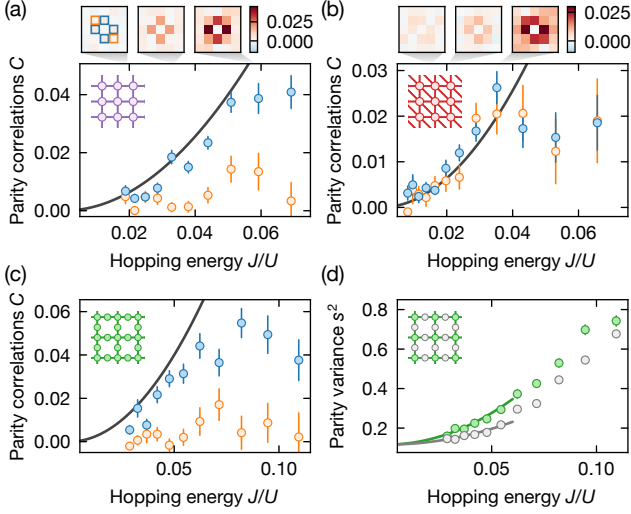 (a)
0.025
0.000
(b)
0.025
0.000
Parity correlations C
0.04
0.02
0.00
0.02
0.04
0.06
Hopping energy J/U
Parity correlations C
0.03
0.02
0.01
0.00
0.02
0.04
0.06
Hopping energy J/U
(c)
Parity correlations C
0.06
0.04
0.02
0.00
0.05
0.10
Hopping energy J/U
(d)
Parity variance s²
0.8
0.6
0.4
0.2
0.05
0.10
Hopping energy J/U